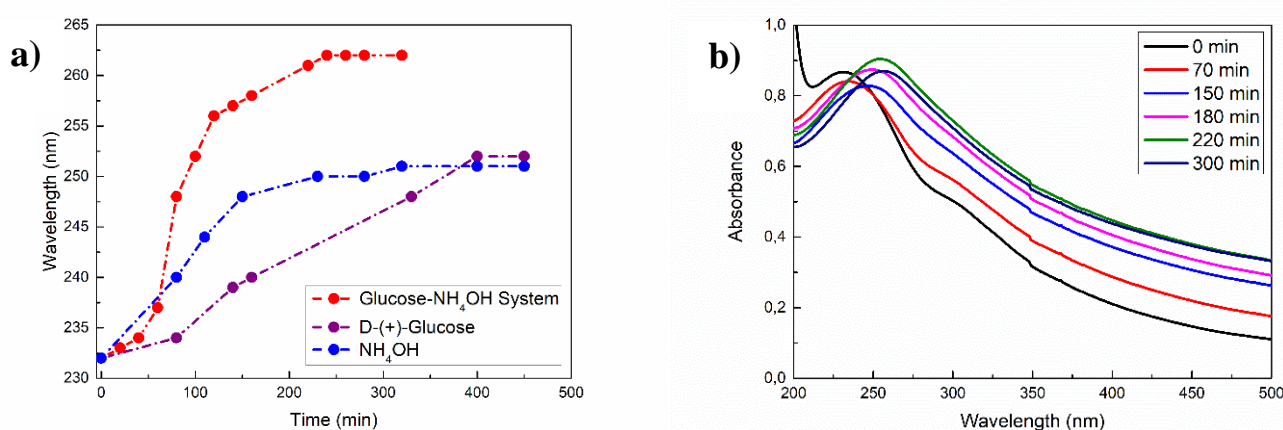 a)
265
260
255
250
245
240
235
230
Wavelength (nm)
0
100
200
300
400
500
Time (min)
Glucose-NH₄OH System
D-(+)-Glucose
NH₄OH
b)
1,0
0,8
0,6
0,4
0,2
0,0
Absorbance
200
250
300
350
400
450
500
Wavelength (nm)
0 min
70 min
150 min
180 min
220 min
300 min